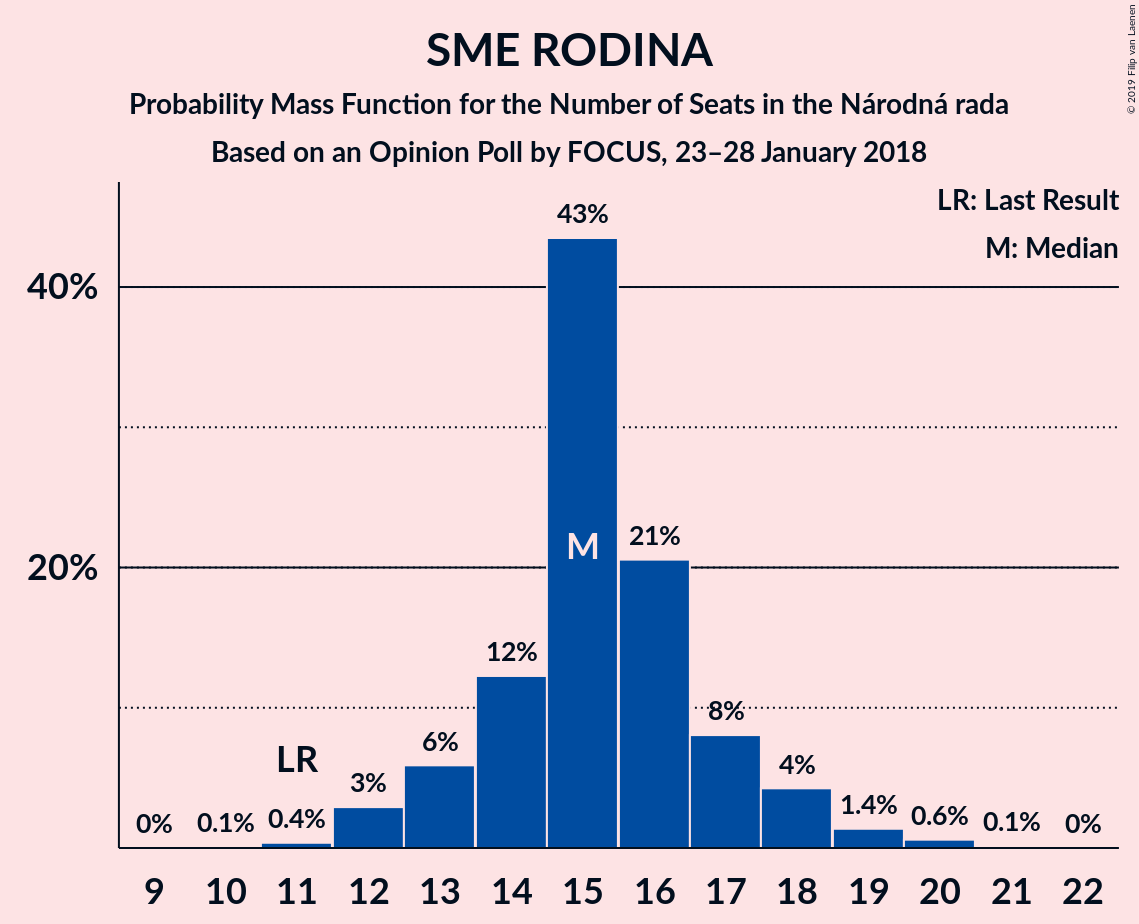 SME RODINA
Probability Mass Function for the Number of Seats in the Národná rada
Based on an Opinion Poll by FOCUS, 23–28 January 2018
© 2019 Filip van Laenen
LR: Last Result
M: Median
43%
40%
M
21%
20%
12%
8%
6%
LR
4%
3%
1.4%
0.6%
0.4%
0.1%
0%
0.1%
0%
9 10 11 12 13 14 15 16 17 18 19 20 21 22